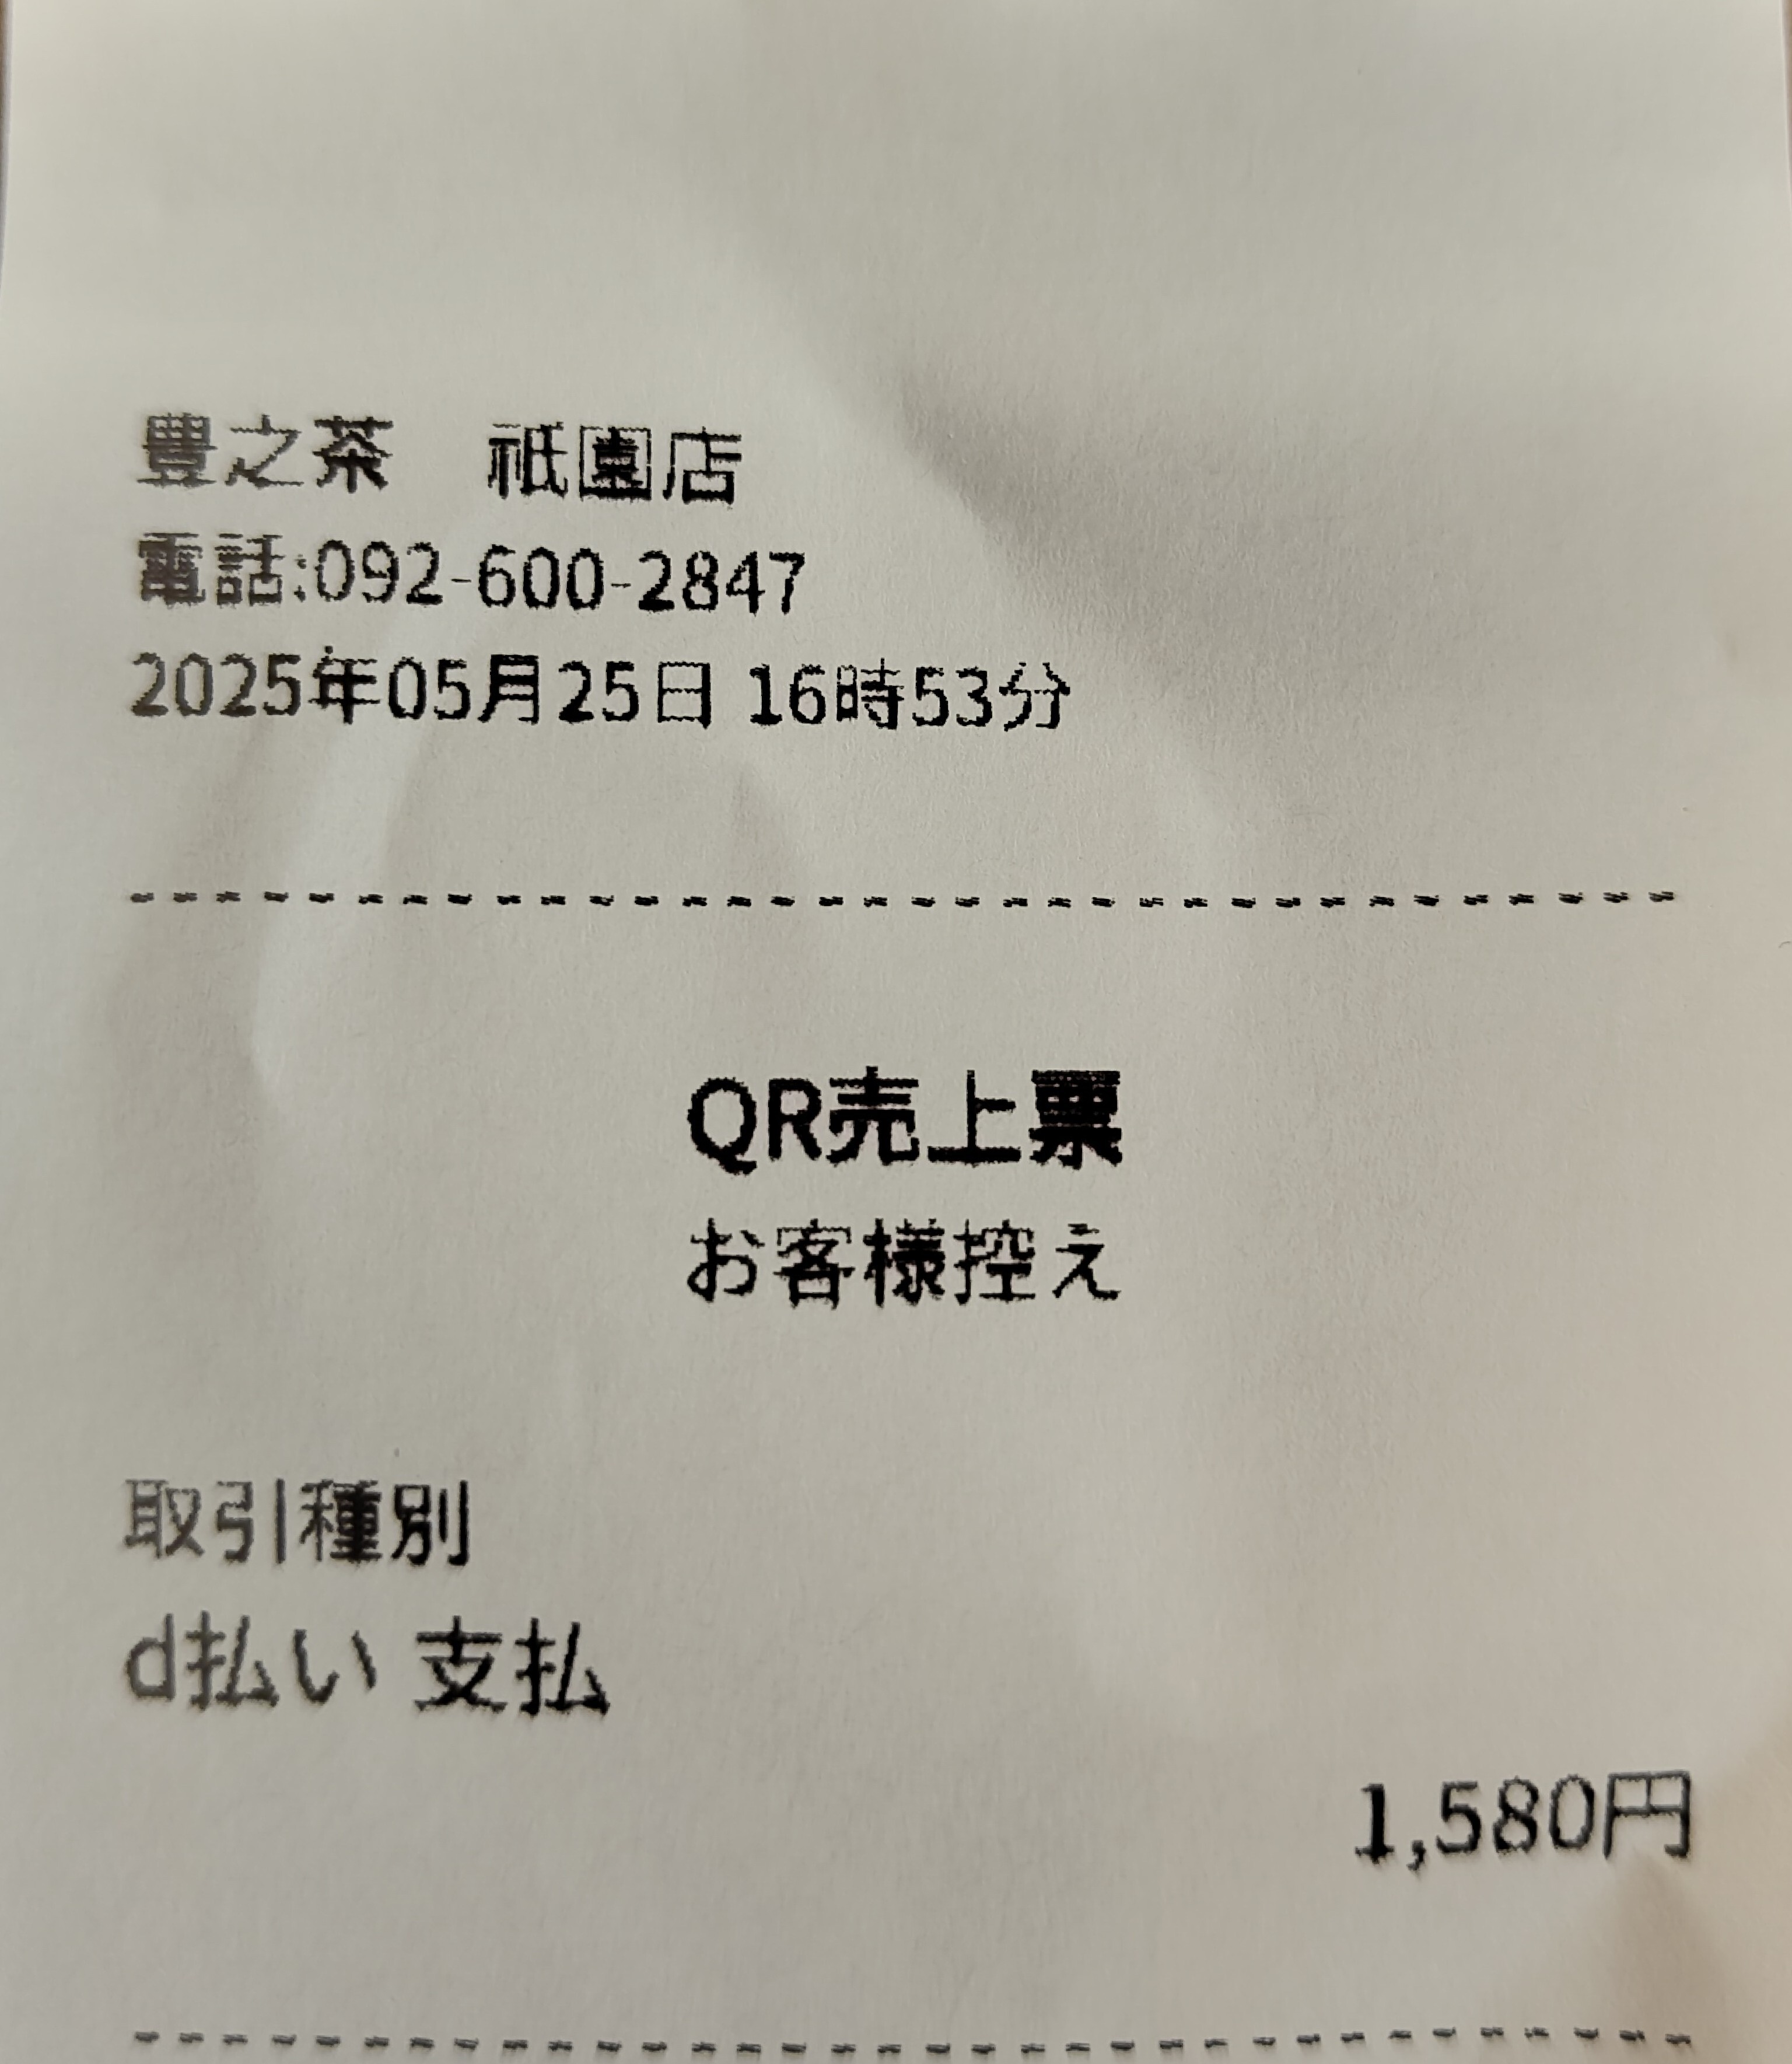 豊之茶　祇園店
電話:092-600-2847
2025年05月25日 16時53分
QR売上票
お客様控え
取引種別
d払い 支払
1,580円